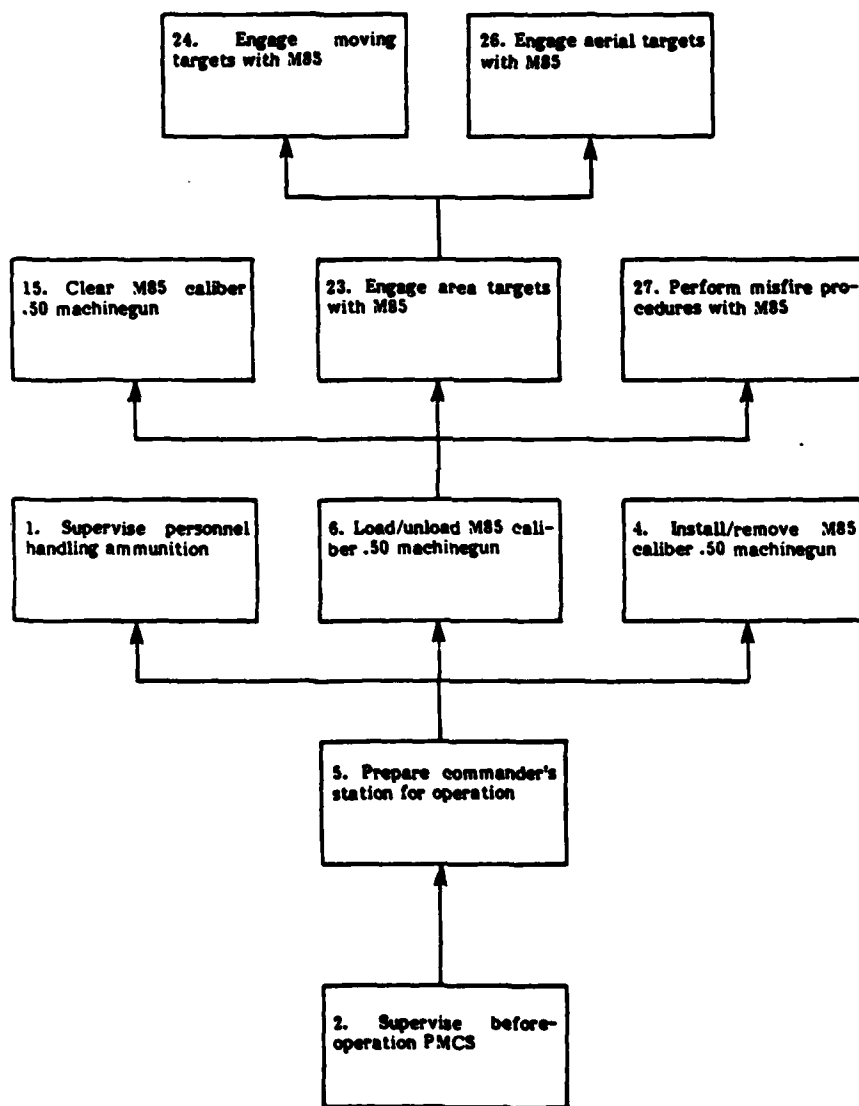 24. Engage moving
targets with M85
26. Engage aerial targets
with M85
15. Clear M85 caliber
.50 machinegun
23. Engage area targets
with M85
27. Perform misfire pro-
cedures with M85
1. Supervise personnel
handling ammunition
6. Load/unload M85 cali-
ber .50 machinegun
4. Install/remove M85
caliber .50 machinegun
5. Prepare commander's
station for operation
2. Supervise before-
operation PMCS